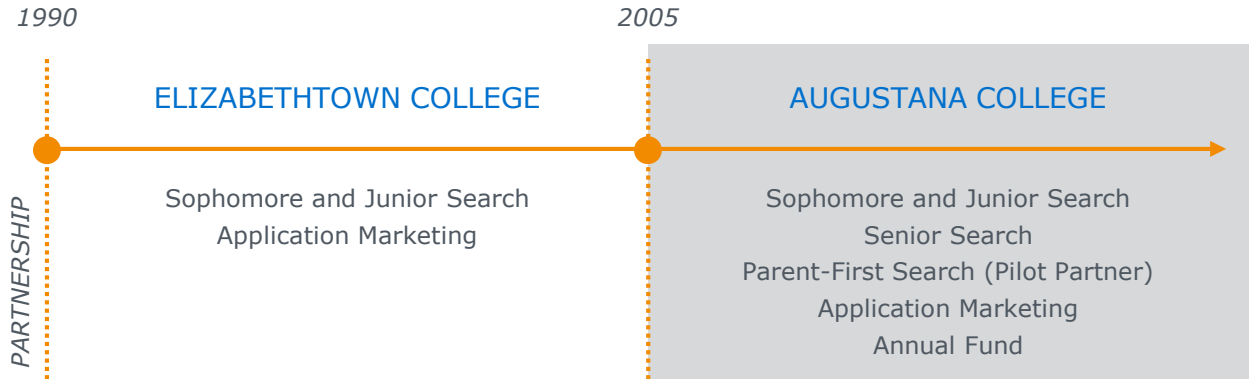 1990
2005
ELIZABETHTOWN COLLEGE
AUGUSTANA COLLEGE
PARTNERSHIP
Sophomore and Junior Search
Application Marketing
Sophomore and Junior Search
Senior Search
Parent-First Search (Pilot Partner)
Application Marketing
Annual Fund